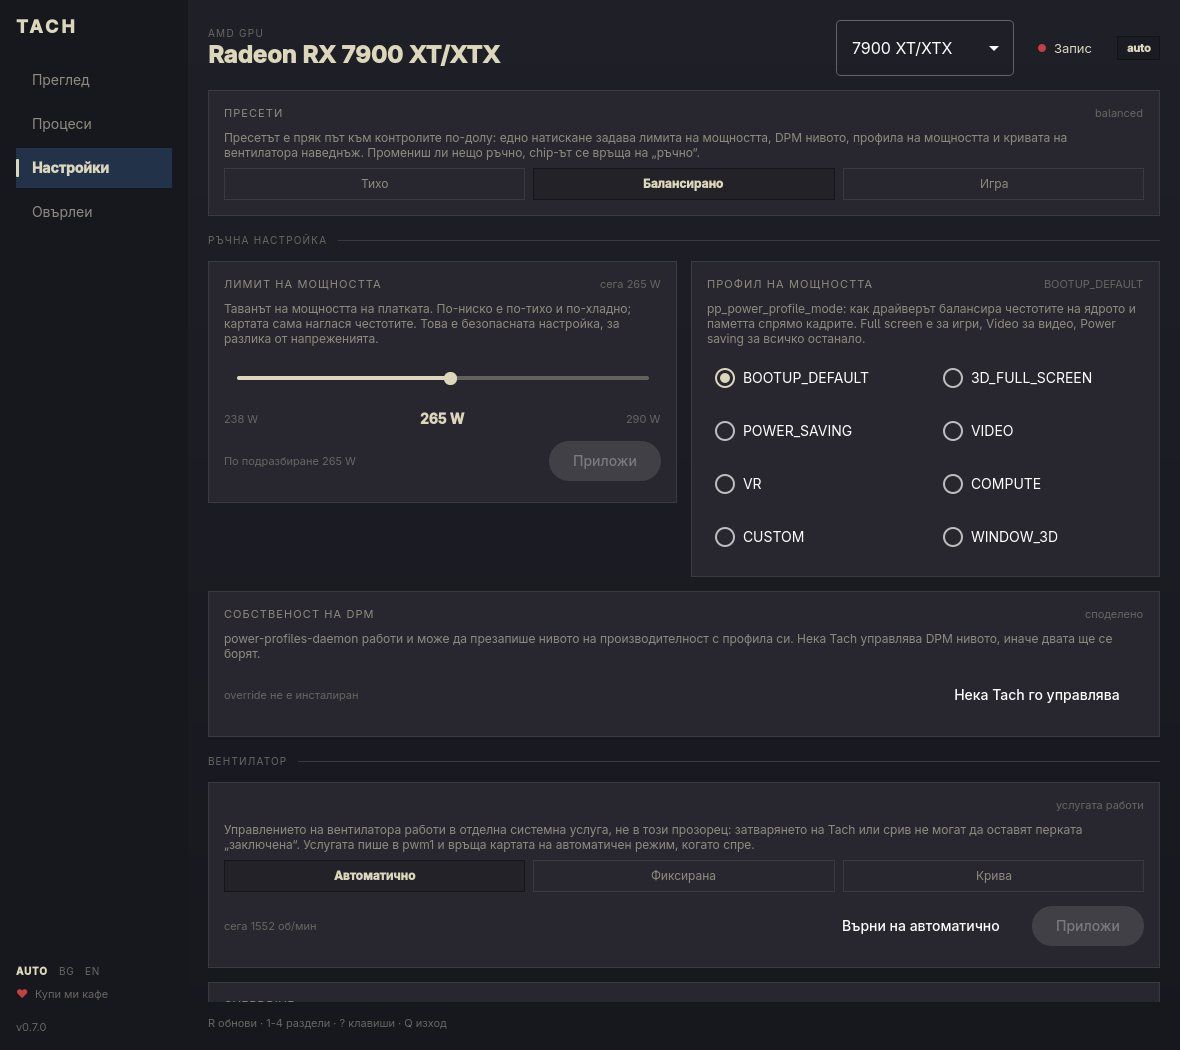 TACH
Преглед
Процеси
Настройки
Овърлеи
AMD GPU
Radeon RX 7900 XT/XTX
7900 XT/XTX
Запис
auto
ПРЕСЕТИ
balanced
Пресетът е пряк път към контролите по-долу: едно натискане задава лимита на мощността, DPM нивото, профила на мощността и кривата на
вентилатора наведнъж. Промениш ли нещо ръчно, chip-ът се връща на „ръчно“.
Тихо
Балансирано
Игра
РЪЧНА НАСТРОЙКА
ЛИМИТ НА МОЩНОСТТА
сега 265 W
Таванът на мощността на платката. По-ниско е по-тихо и по-хладно;
картата сама наглася честотите. Това е безопасната настройка, за
разлика от напреженията.
238 W
265 W
290 W
По подразбиране 265 W
Приложи
ПРОФИЛ НА МОЩНОСТТА
BOOTUP_DEFAULT
pp_power_profile_mode: как драйверът балансира честотите на ядрото и
паметта спрямо кадрите. Full screen е за игри, Video за видео, Power
saving за всичко останало.
BOOTUP_DEFAULT
3D_FULL_SCREEN
POWER_SAVING
VIDEO
VR
COMPUTE
CUSTOM
WINDOW_3D
СОБСТВЕНОСТ НА DPM
споделено
power-profiles-daemon работи и може да презапише нивото на производителност с профила си. Нека Tach управлява DPM нивото, иначе двата ще се
борят.
override не е инсталиран
Нека Tach го управлява
ВЕНТИЛАТОР
услугата работи
Управлението на вентилатора работи в отделна системна услуга, не в този прозорец: затварянето на Tach или срив не могат да оставят перката
„заключена“. Услугата пише в pwm1 и връща картата на автоматичен режим, когато спре.
Автоматично
Фиксирана
Крива
сега 1552 об/мин
Върни на автоматично
Приложи
AUTO
BG
EN
Купи ми кафе
v0.7.0
R обнови · 1-4 раздели · ? клавиши · Q изход